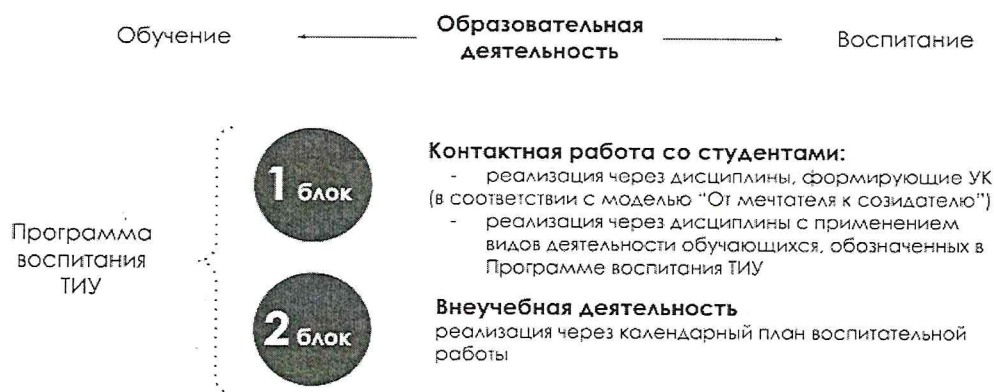 Обучение
Образовательная
деятельность
Воспитание
Программа
воспитания
ТИУ
1 блок
Контактная работа со студентами:
- реализация через дисциплины, формирующие УК
(в соответствии с моделью "От мечтателя к созидателю")
- реализация через дисциплины с применением
видов деятельности обучающихся, обозначенных в
Программе воспитания ТИУ
2 блок
Внеучебная деятельность
реализация через календарный план воспитательной
работы